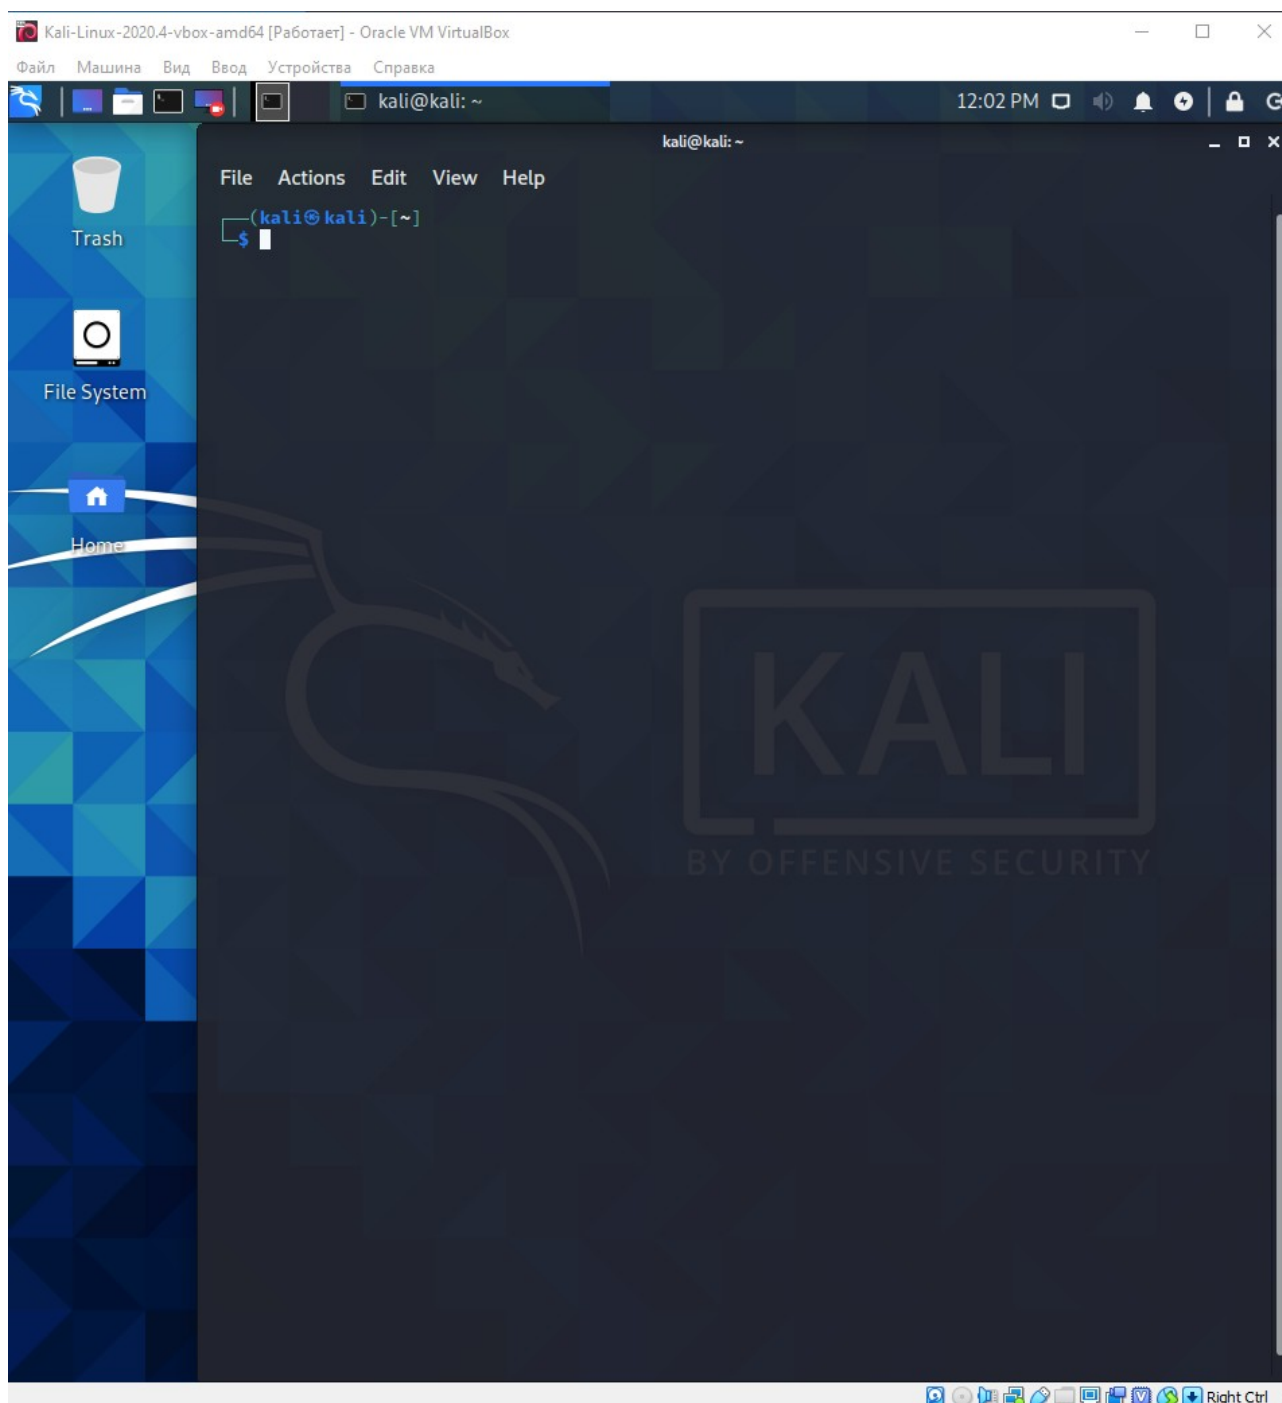 Kali-Linux-2020.4-vbox-amd64 [Работает] - Oracle VM VirtualBox
Файл Машина Вид Ввод Устройства Справка
kali@kali: ~ 12:02 PM
kali@kali: ~
File Actions Edit View Help
(kali㉿kali)-[~]
$
Trash
File System
Home
KALI
BY OFFENSIVE SECURITY
Right Ctrl